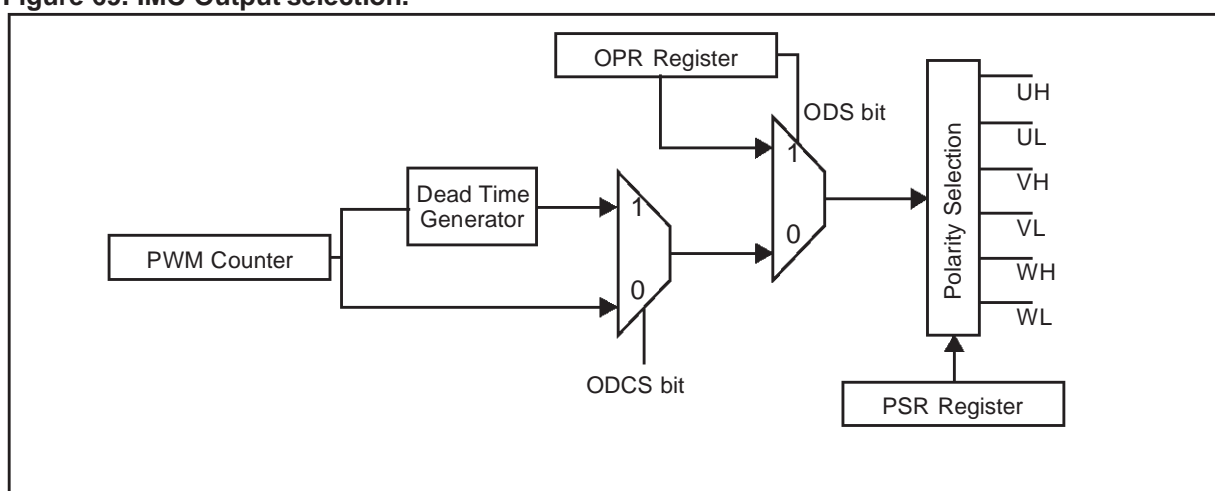 Figure 65. IMC Output selection.
OPR Register
ODS bit
1
0
Dead Time
Generator
1
0
PWM Counter
ODCS bit
Polarity Selection
UH
UL
VH
VL
WH
WL
PSR Register